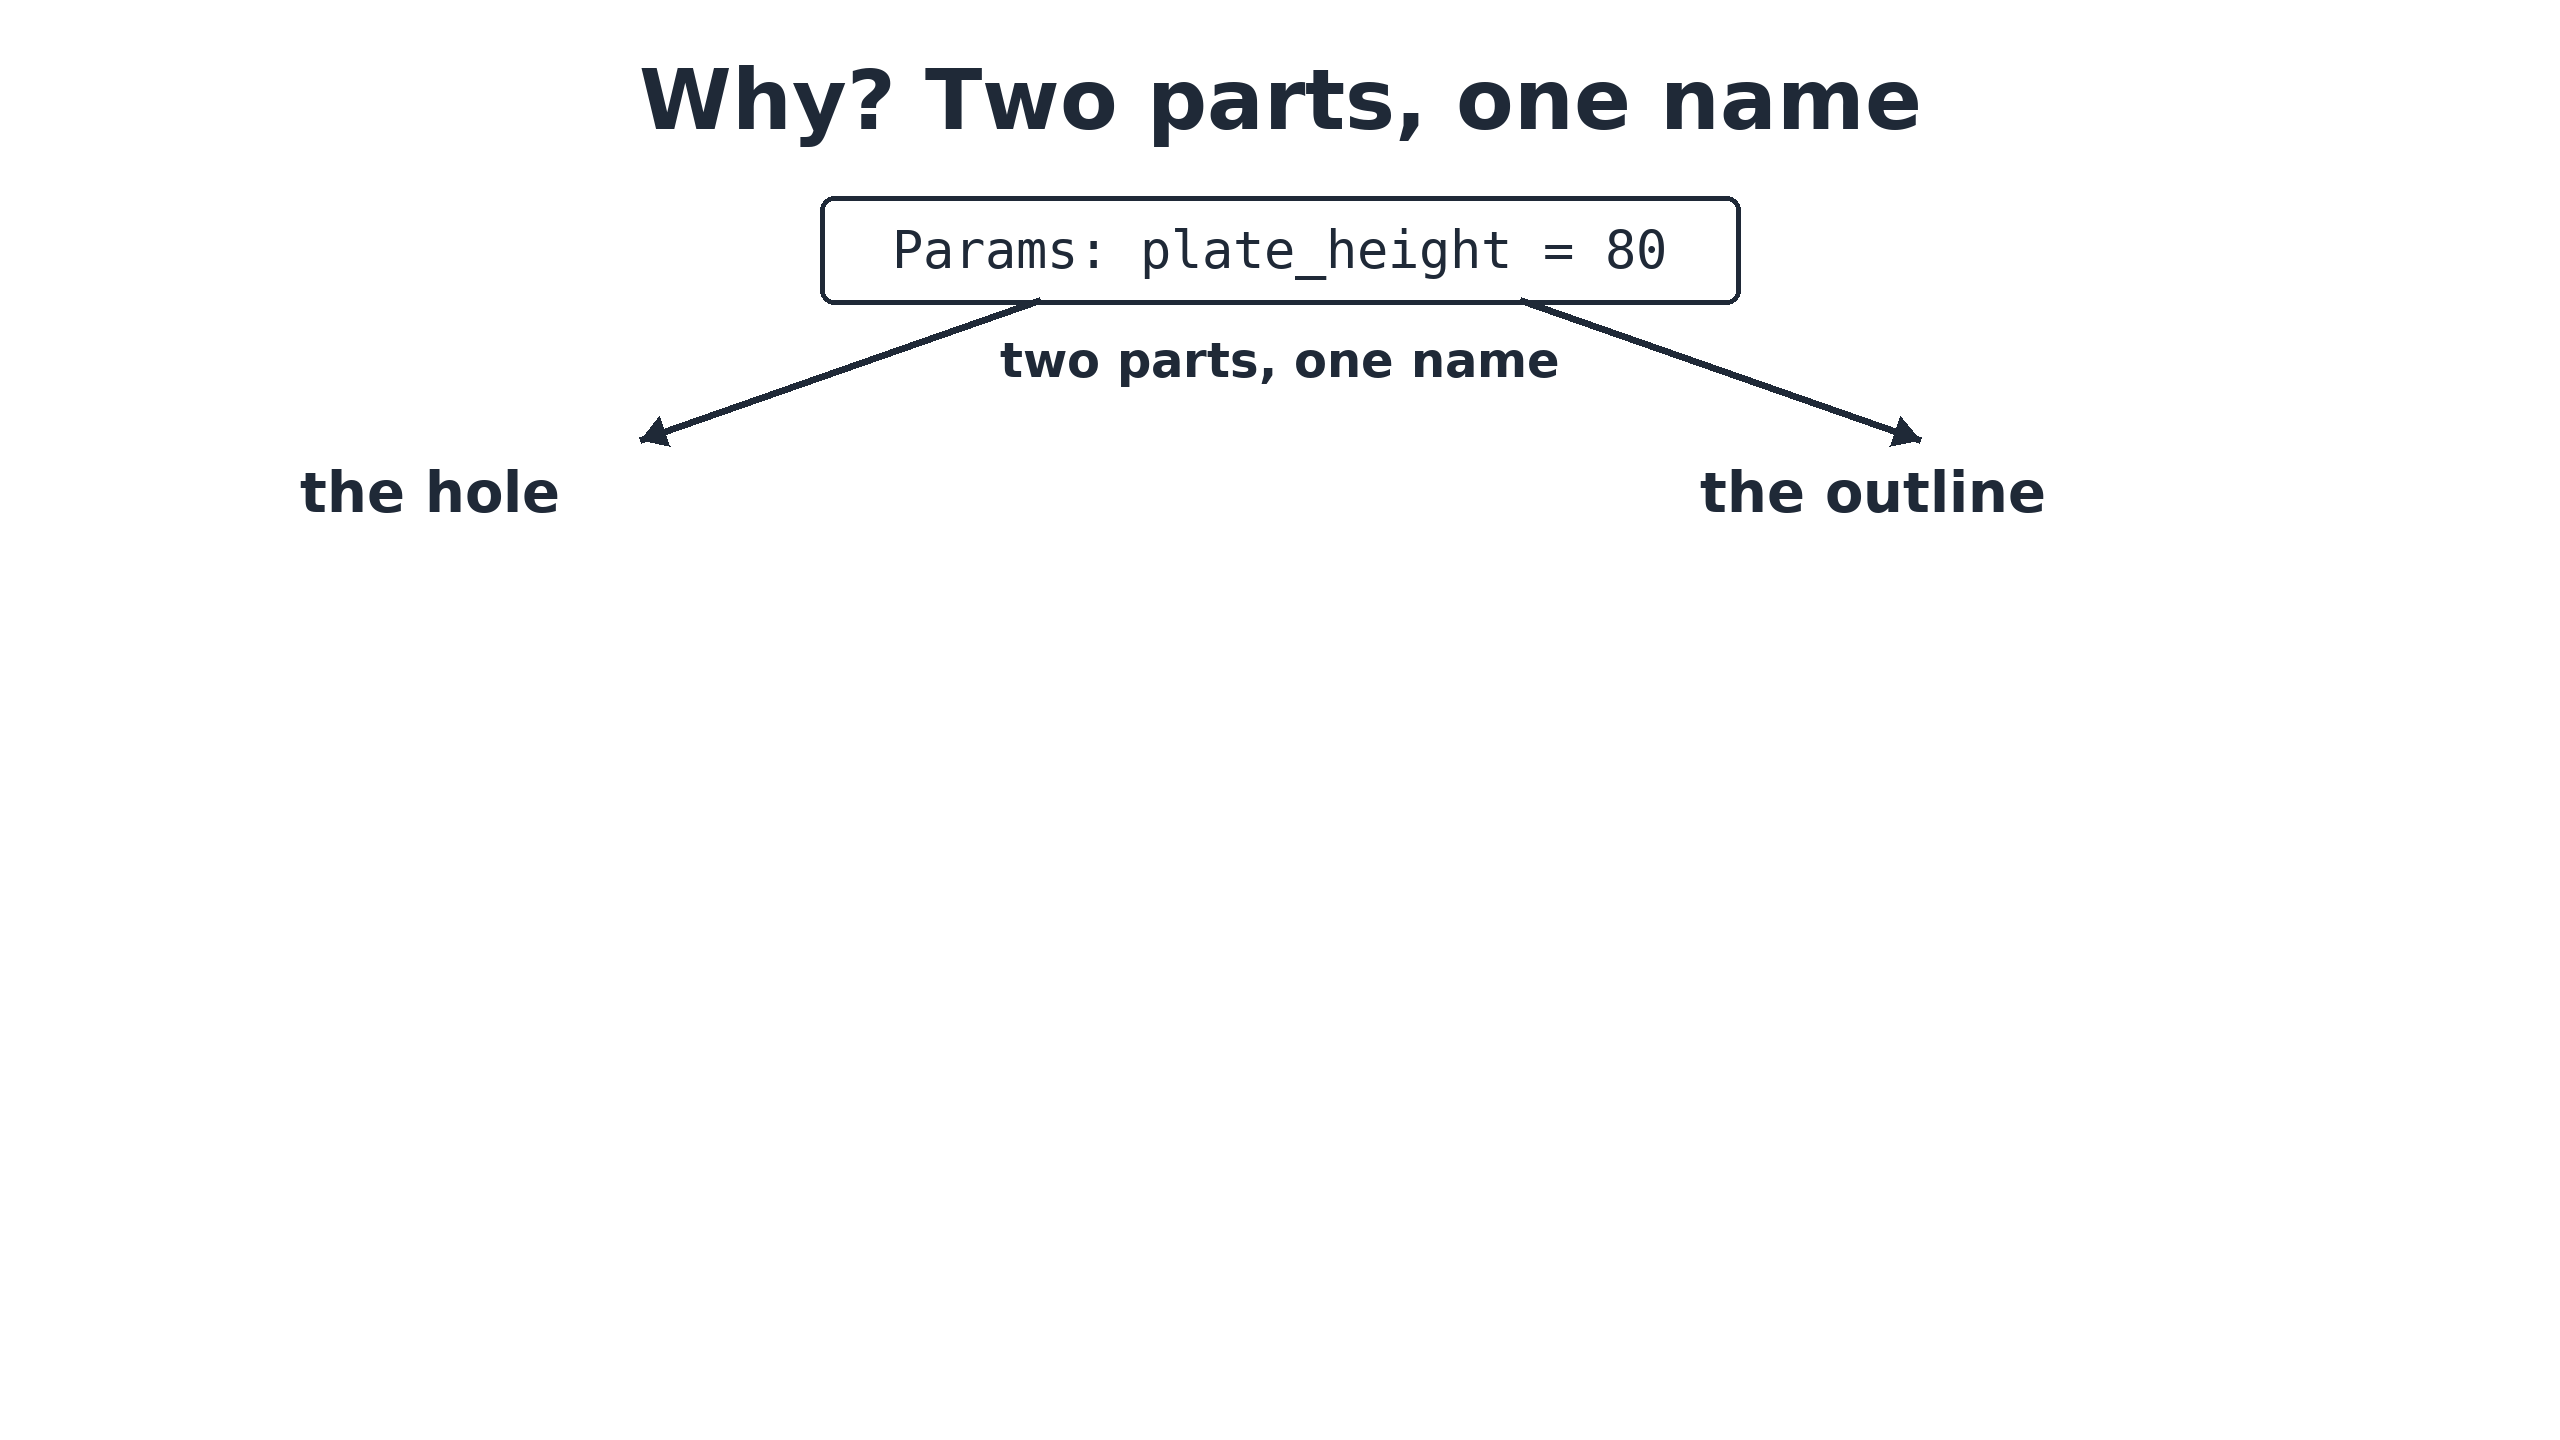 Why? Two parts, one name
Params: plate_height = 80
two parts, one name
the hole
the outline